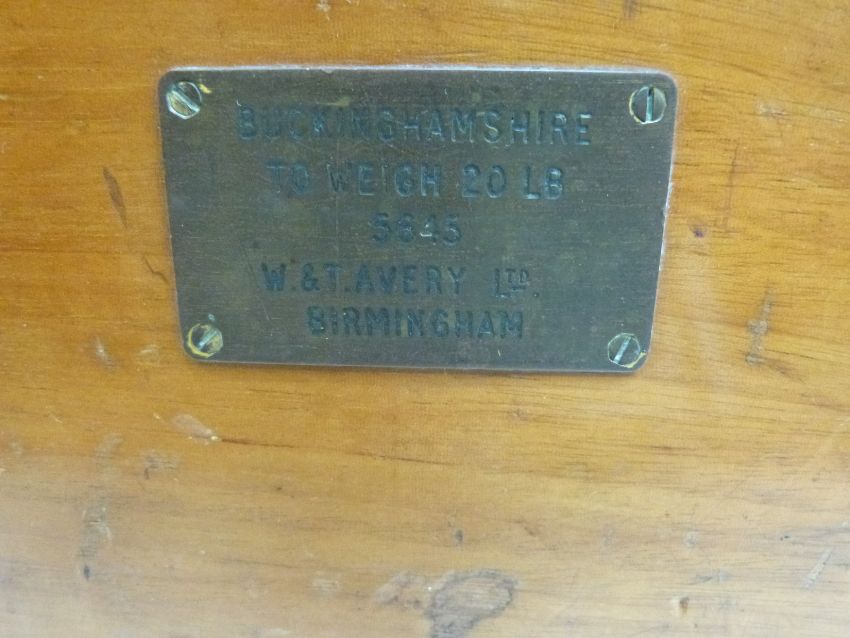 BUCKINGHAMSHIRE
TO WEIGH 20 LB
5645
W. & T. AVERY LTD.
BIRMINGHAM